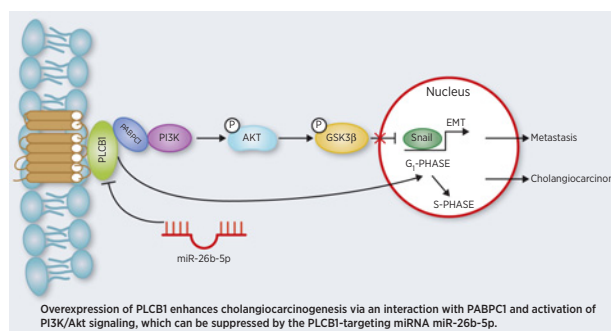 Nucleus
EMT
Snail
G1-PHASE
S-PHASE
Metastasis
Cholangiocarcinor
PLCB1
PABPC1
PI3K
P
AKT
P
GSK3β
miR-26b-5p
Overexpression of PLCB1 enhances cholangiocarcinogenesis via an interaction with PABPC1 and activation of
PI3K/Akt signaling, which can be suppressed by the PLCB1-targeting miRNA miR-26b-5p.